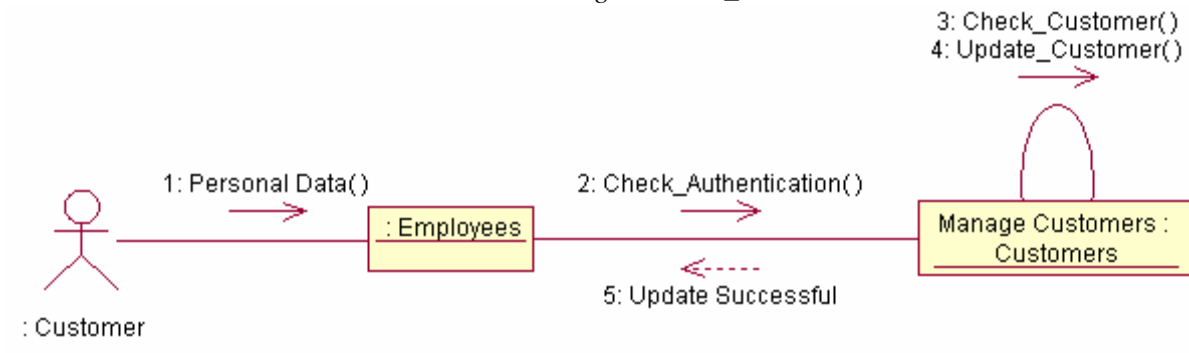 3: Check_Customer()
4: Update_Customer()
1: Personal Data()
2: Check_Authentication()
: Employees
Manage Customers :
Customers
5: Update Successful
: Customer